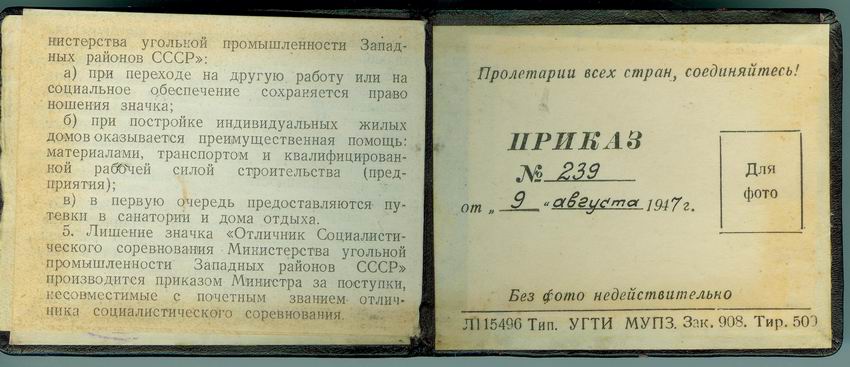 нистерства угольной промышленности Запад-
ных районов СССР»:
а) при переходе на другую работу или на
социальное обеспечение сохраняется право
ношения значка;
б) при постройке индивидуальных жилых
домов оказывается преимущественная помощь:
материалами, транспортом и квалифицирован-
ной рабочей силой строительства (пред-
приятия);
в) в первую очередь предоставляются пу-
тевки в санатории и дома отдыха.
5. Лишение значка «Отличник Социалисти-
ческого соревнования Министерства угольной
промышленности Западных районов СССР»
производится приказом Министра за поступки,
несовместимые с почетным званием отлич-
ника социалистического соревнования.
Пролетарии всех стран, соединяйтесь!
ПРИКАЗ
№ 239
от „ 9 “ августа 1947 г.
Для
фото
Без фото недействительно
Л115496 Тип. УГТИ МУПЗ. Зак. 908. Тир. 500